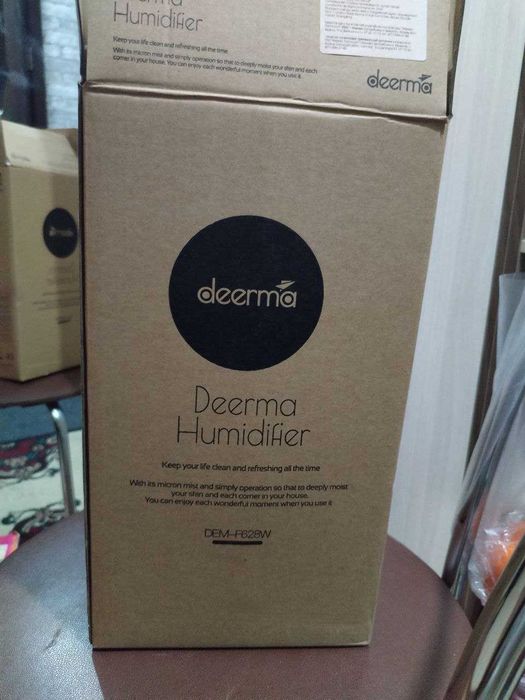 Deerma
Humidifier
Keep your life clean and refreshing all the time
With its micron mist and simply operation so that to deeply moist your shin and each
corner in your house. You can enjoy each wonderful moment when you use it
deerma
deerma
Deerma
Humidifier
Keep your life clean and refreshing all the time
With its micron mist and simply operation so that to deeply moist
your shin and each corner in your house.
You can enjoy each wonderful moment when you use it
DEM-F628W